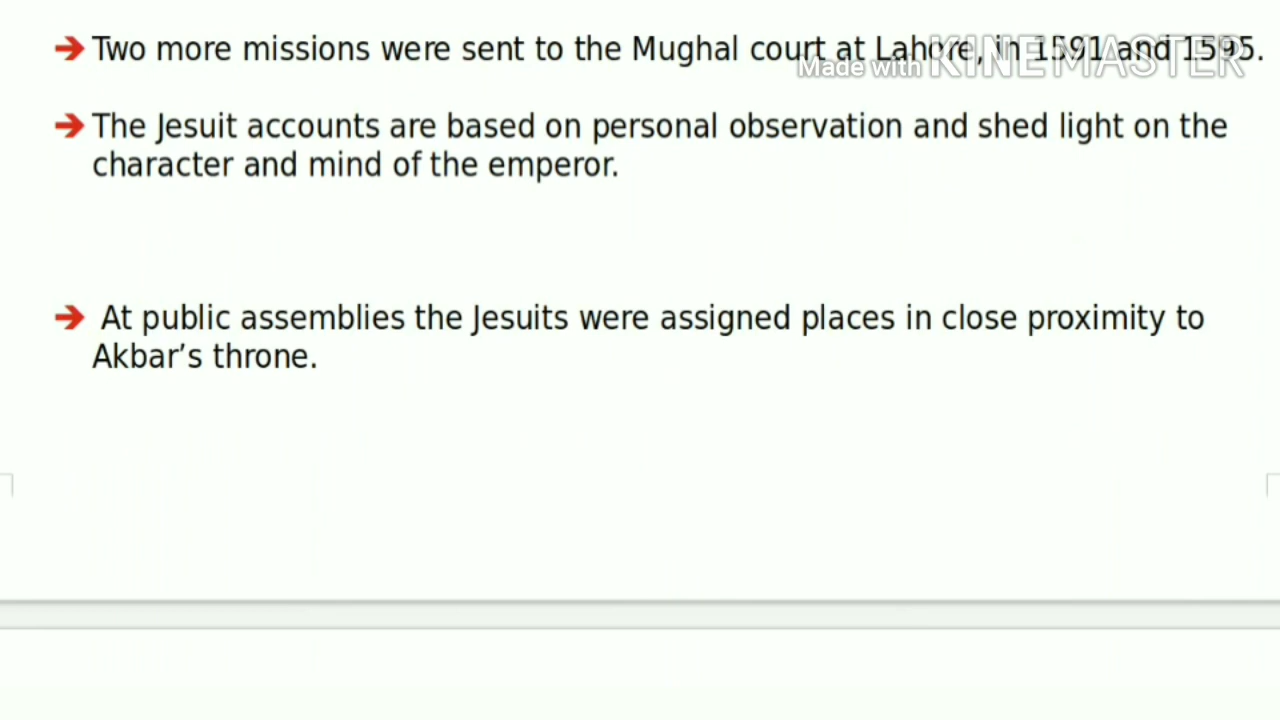 ➔ Two more missions were sent to the Mughal court at Lahore, in 1591 and 1595.
Made with KINEMASTER
➔ The Jesuit accounts are based on personal observation and shed light on the
character and mind of the emperor.
➔ At public assemblies the Jesuits were assigned places in close proximity to
Akbar’s throne.